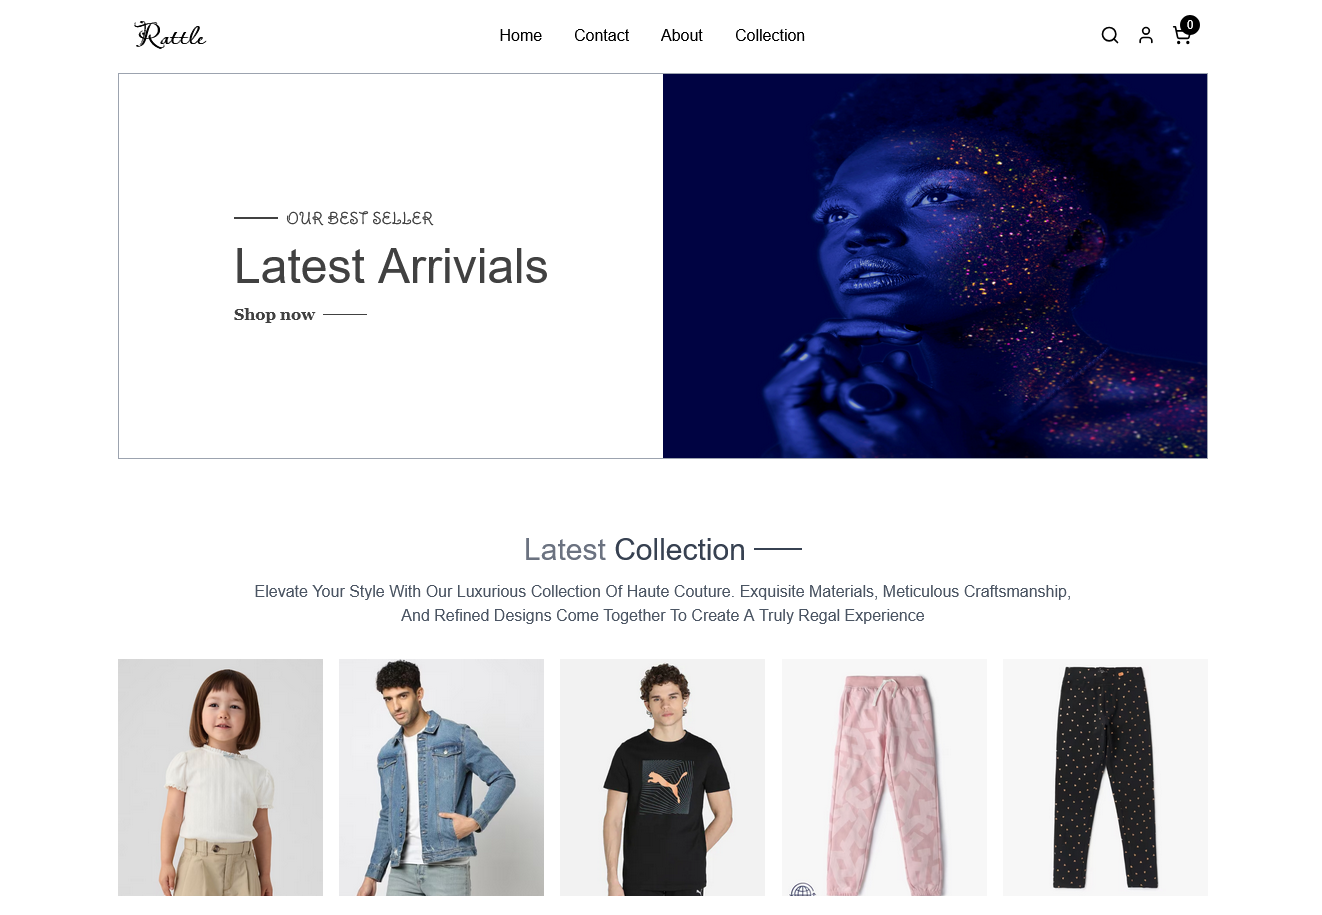 Rattle
Home
Contact
About
Collection
0
OUR BEST SELLER
Latest Arrivials
Shop now
Latest Collection
Elevate Your Style With Our Luxurious Collection Of Haute Couture. Exquisite Materials, Meticulous Craftsmanship,
And Refined Designs Come Together To Create A Truly Regal Experience